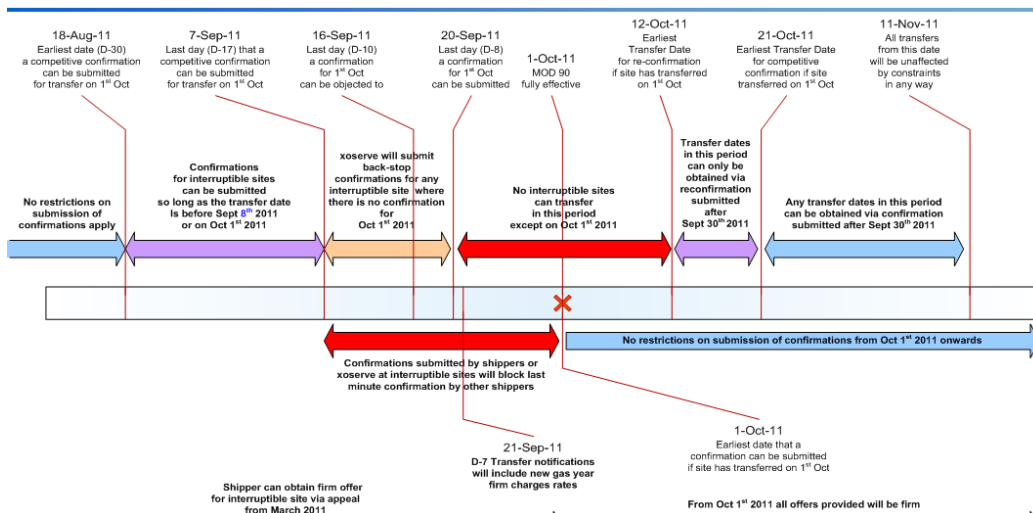 18-Aug-11
Earliest date (D-30)
a competitive confirmation
can be submitted
for transfer on 1st Oct
7-Sep-11
Last day (D-17) that a
competitive confirmation
can be submitted
for transfer on 1st Oct
16-Sep-11
Last day (D-10)
a confirmation
for 1st Oct
can be objected to
20-Sep-11
Last day (D-8)
a confirmation
for 1st Oct
can be submitted
1-Oct-11
MOD 90
fully effective
12-Oct-11
Earliest
Transfer Date
for re-confirmation
if site has transferred
on 1st Oct
21-Oct-11
Earliest Transfer Date
for competitive
confirmation if site
transferred on 1st Oct
11-Nov-11
All transfers
from this date
will be unaffected
by constraints
in any way
No restrictions on
submission of
confirmations apply
Confirmations
for interruptible sites
can be submitted
so long as the transfer date
Is before Sept 8th 2011
or on Oct 1st 2011
xoserve will submit
back-stop
confirmations for any
interruptible site where
there is no confirmation
for
Oct 1st 2011
No interruptible sites
can transfer
in this period
except on Oct 1st 2011
Transfer dates
in this period
can only be
obtained via
reconfirmation
submitted
after
Sept 30th 2011
Any transfer dates in this period
can be obtained via confirmation
submitted after Sept 30th 2011
No restrictions on submission of confirmations from Oct 1st 2011 onwards
Confirmations submitted by shippers or
xoserve at interruptible sites will block last
minute confirmation by other shippers
21-Sep-11
D-7 Transfer notifications
will include new gas year
firm charges rates
1-Oct-11
Earliest date that a
confirmation can be submitted
if site has transferred on 1st Oct
Shipper can obtain firm offer
for interruptible site via appeal
from March 2011
From Oct 1st 2011 all offers provided will be firm